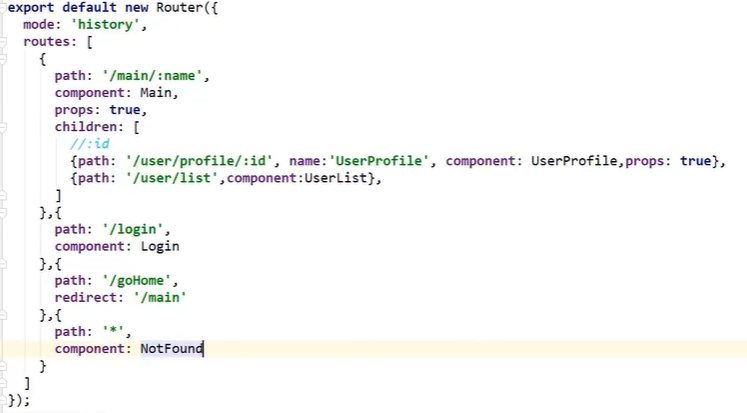 export default new Router({
  mode: 'history',
  routes: [
    {
      path: '/main/:name',
      component: Main,
      props: true,
      children: [
        //:id
        {path: '/user/profile/:id', name:'UserProfile', component: UserProfile,props: true},
        {path: '/user/list',component:UserList},
      ]
    },{
      path: '/login',
      component: Login
    },{
      path: '/goHome',
      redirect: '/main'
    },{
      path: '*',
      component: NotFound
    }
  ]
});